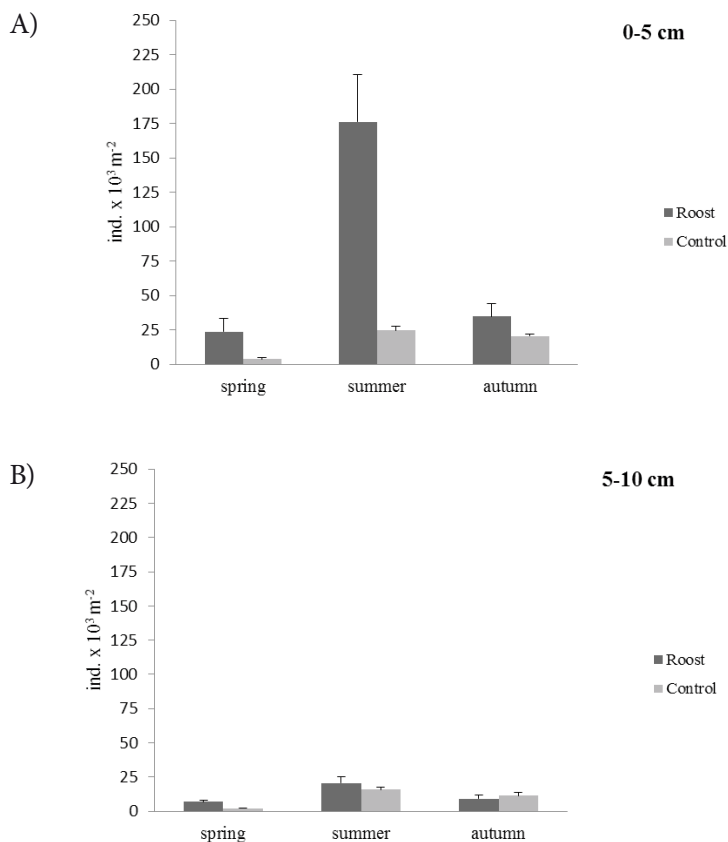 A)
0-5 cm
ind. x 10³ m⁻²
250
225
200
175
150
125
100
75
50
25
0
spring summer autumn
Roost
Control
B)
5-10 cm
ind. x 10³ m⁻²
250
225
200
175
150
125
100
75
50
25
0
spring summer autumn
Roost
Control